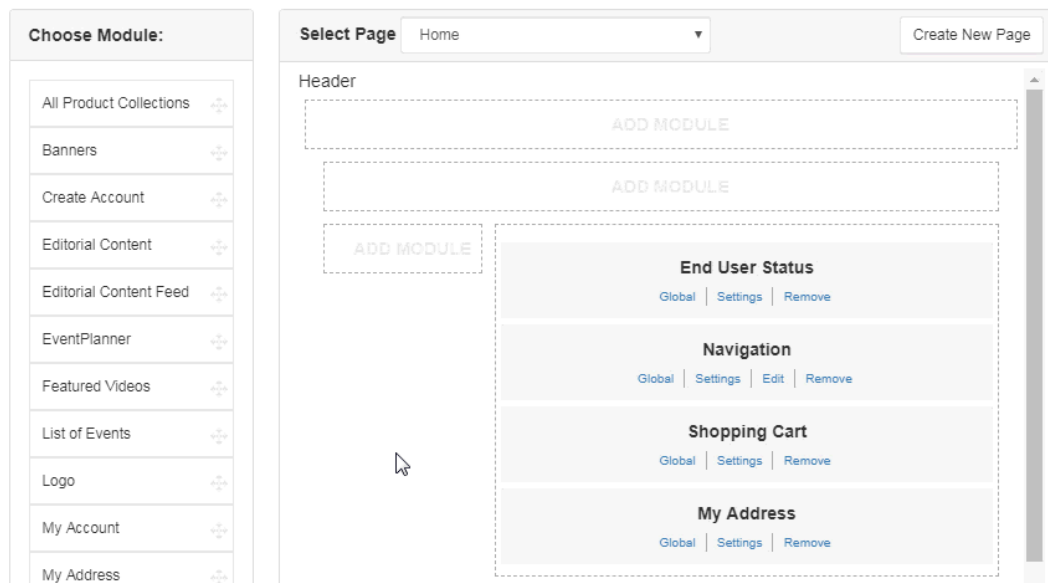 Choose Module:
All Product Collections
Banners
Create Account
Editorial Content
Editorial Content Feed
EventPlanner
Featured Videos
List of Events
Logo
My Account
My Address
Select Page Home
Create New Page
Header
ADD MODULE
ADD MODULE
ADD MODULE
End User Status
Global Settings Remove
Navigation
Global Settings Edit Remove
Shopping Cart
Global Settings Remove
My Address
Global Settings Remove